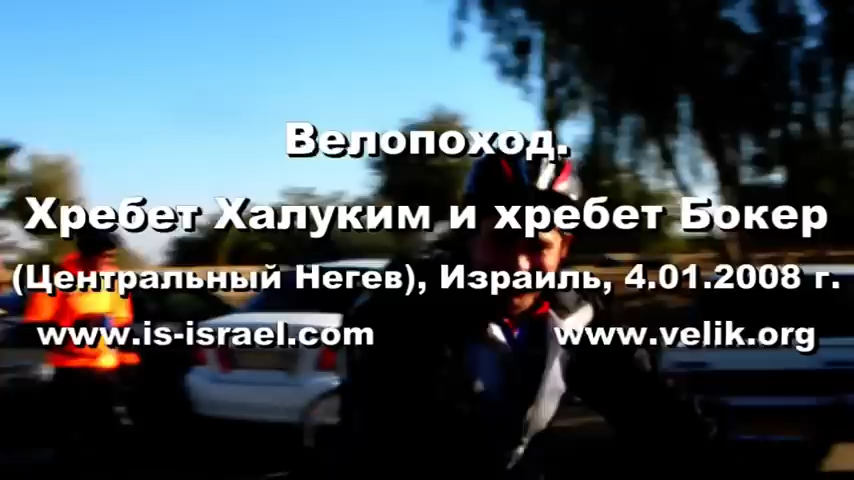 Велопоход.
Хребет Халуким и хребет Бокер
(Центральный Негев), Израиль, 4.01.2008 г.
www.is-israel.com www.velik.org